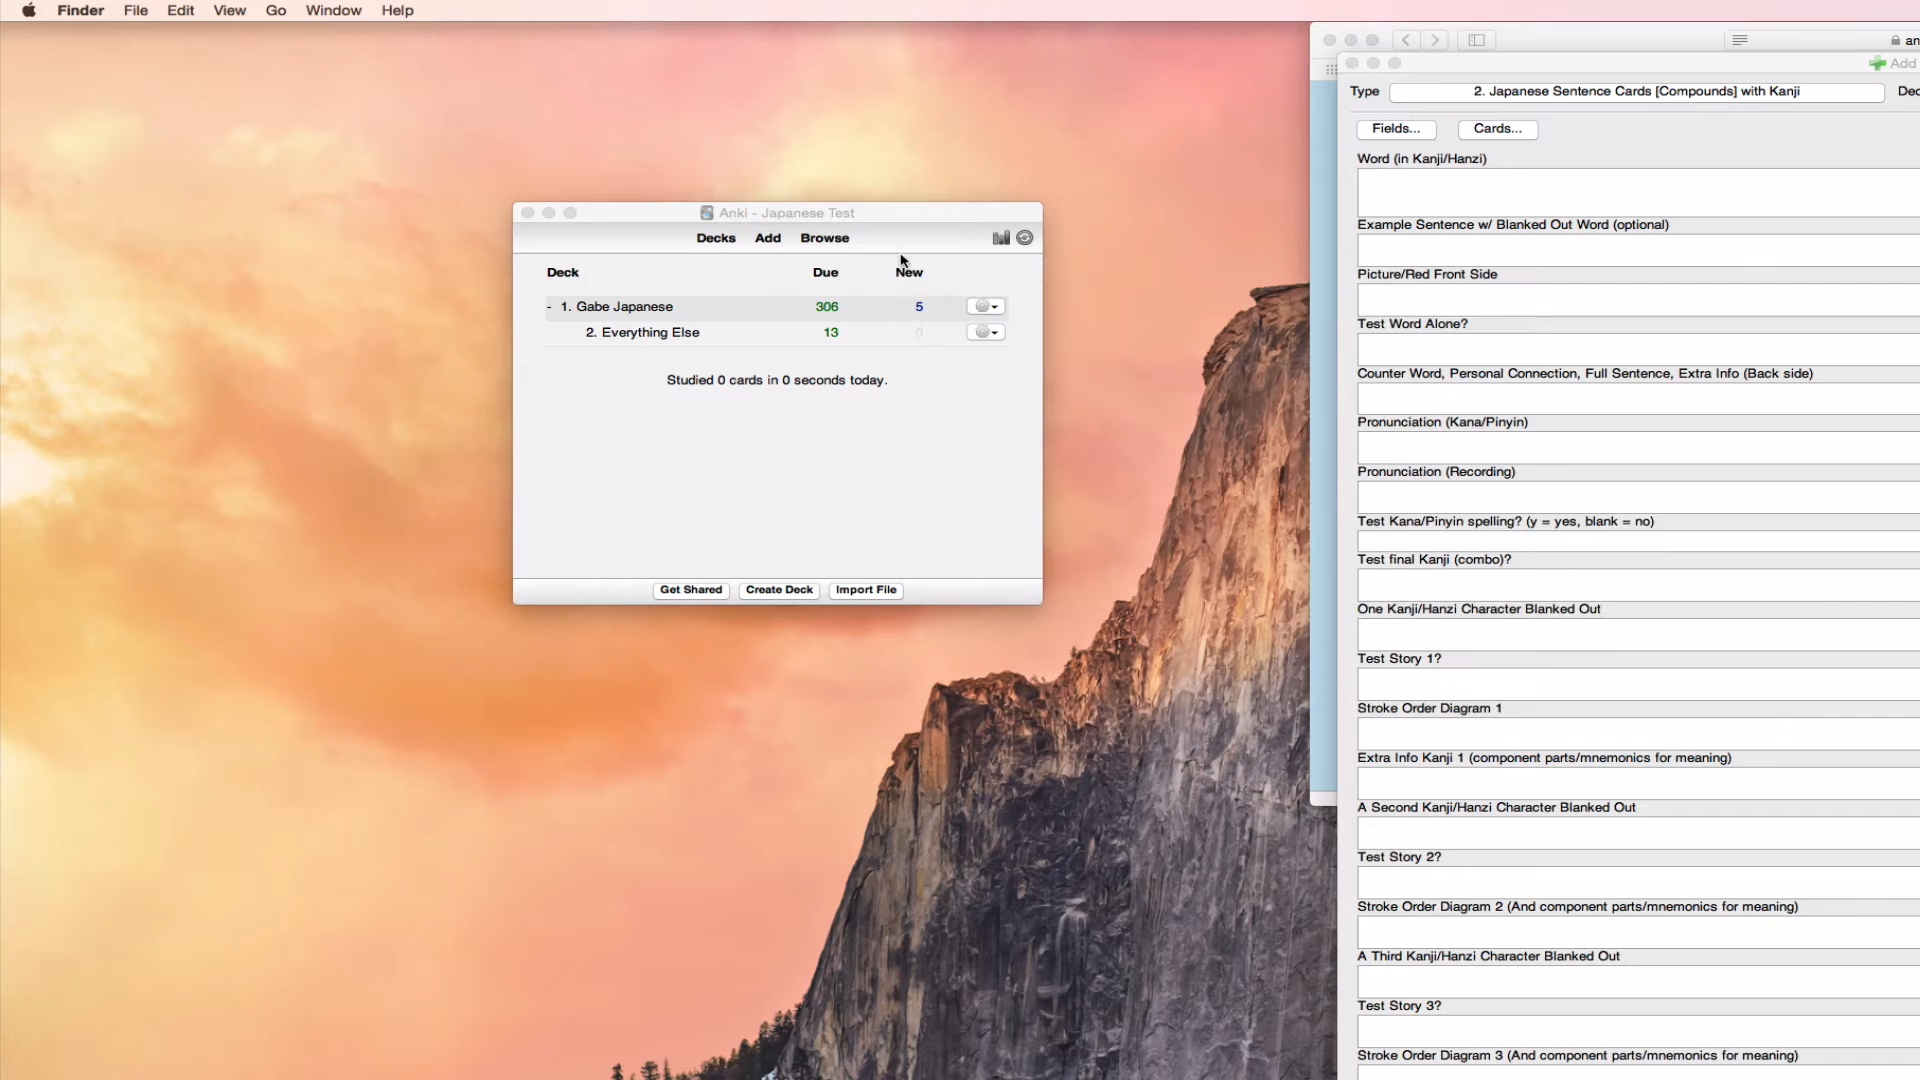 Finder File Edit View Go Window Help
an
Add
Type 2. Japanese Sentence Cards [Compounds] with Kanji Dec
Fields... Cards...
Word (in Kanji/Hanzi)
Example Sentence w/ Blanked Out Word (optional)
Picture/Red Front Side
Test Word Alone?
Counter Word, Personal Connection, Full Sentence, Extra Info (Back side)
Pronunciation (Kana/Pinyin)
Pronunciation (Recording)
Test Kana/Pinyin spelling? (y = yes, blank = no)
Test final Kanji (combo)?
One Kanji/Hanzi Character Blanked Out
Test Story 1?
Stroke Order Diagram 1
Extra Info Kanji 1 (component parts/mnemonics for meaning)
A Second Kanji/Hanzi Character Blanked Out
Test Story 2?
Stroke Order Diagram 2 (And component parts/mnemonics for meaning)
A Third Kanji/Hanzi Character Blanked Out
Test Story 3?
Stroke Order Diagram 3 (And component parts/mnemonics for meaning)
Anki - Japanese Test
Decks Add Browse
Deck Due New
- 1. Gabe Japanese 306 5
2. Everything Else 13 0
Studied 0 cards in 0 seconds today.
Get Shared Create Deck Import File